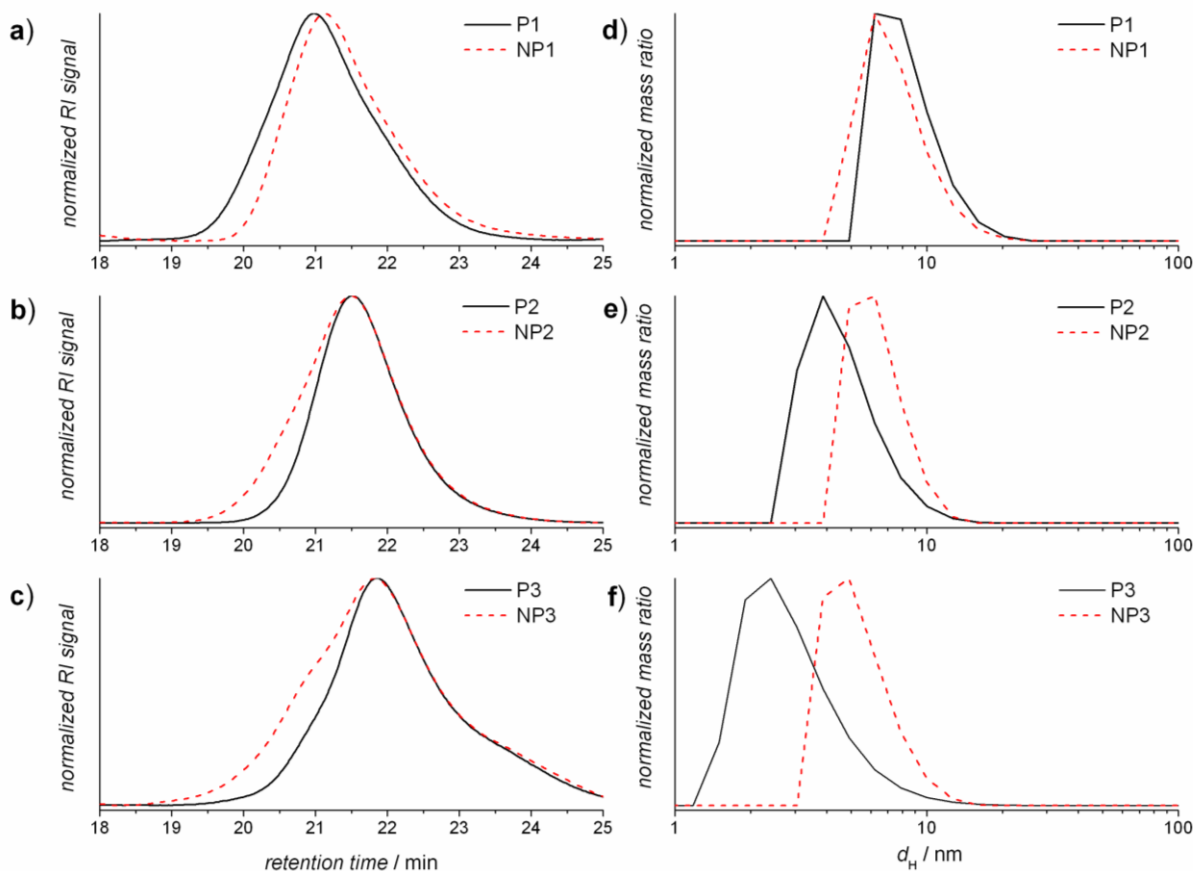 a)
P1
NP1
normalized RI signal
18 19 20 21 22 23 24 25
d)
P1
NP1
normalized mass ratio
1 10 100
b)
P2
NP2
normalized RI signal
18 19 20 21 22 23 24 25
e)
P2
NP2
normalized mass ratio
1 10 100
c)
P3
NP3
normalized RI signal
18 19 20 21 22 23 24 25
retention time / min
f)
P3
NP3
normalized mass ratio
1 10 100
d_H / nm